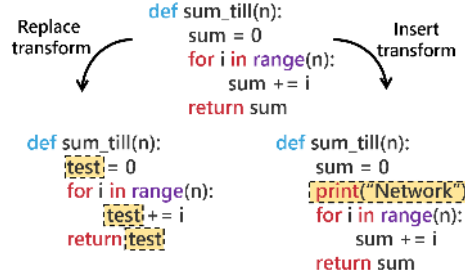 Replace
transform
def sum_till(n):
sum = 0
for i in range(n):
sum += i
return sum
Insert
transform
def sum_till(n):
test = 0
for i in range(n):
test += i
return test
def sum_till(n):
sum = 0
print("Network")
for i in range(n):
sum += i
return sum